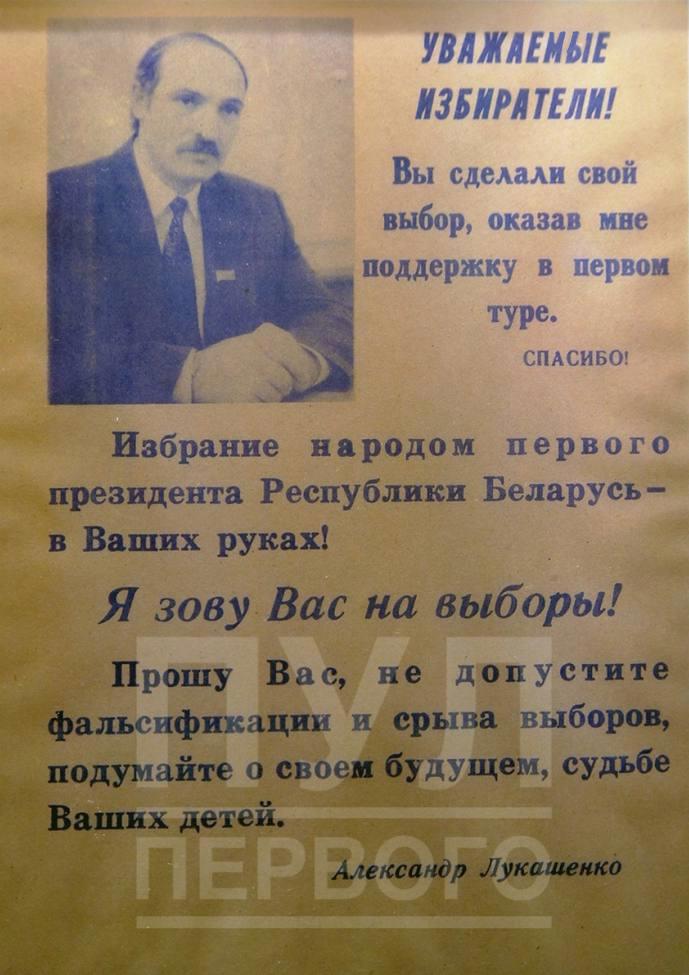 УВАЖАЕМЫЕ
ИЗБИРАТЕЛИ!
Вы сделали свой
выбор, оказав мне
поддержку в первом
туре.
СПАСИБО!
Избрание народом первого
президента Республики Беларусь–
в Ваших руках!
Я зову Вас на выборы!
Прошу Вас, не допустите
фальсификации и срыва выборов,
подумайте о своем будущем, судьбе
Ваших детей.
Александр Лукашенко
ПУЛ
ПЕРВОГО